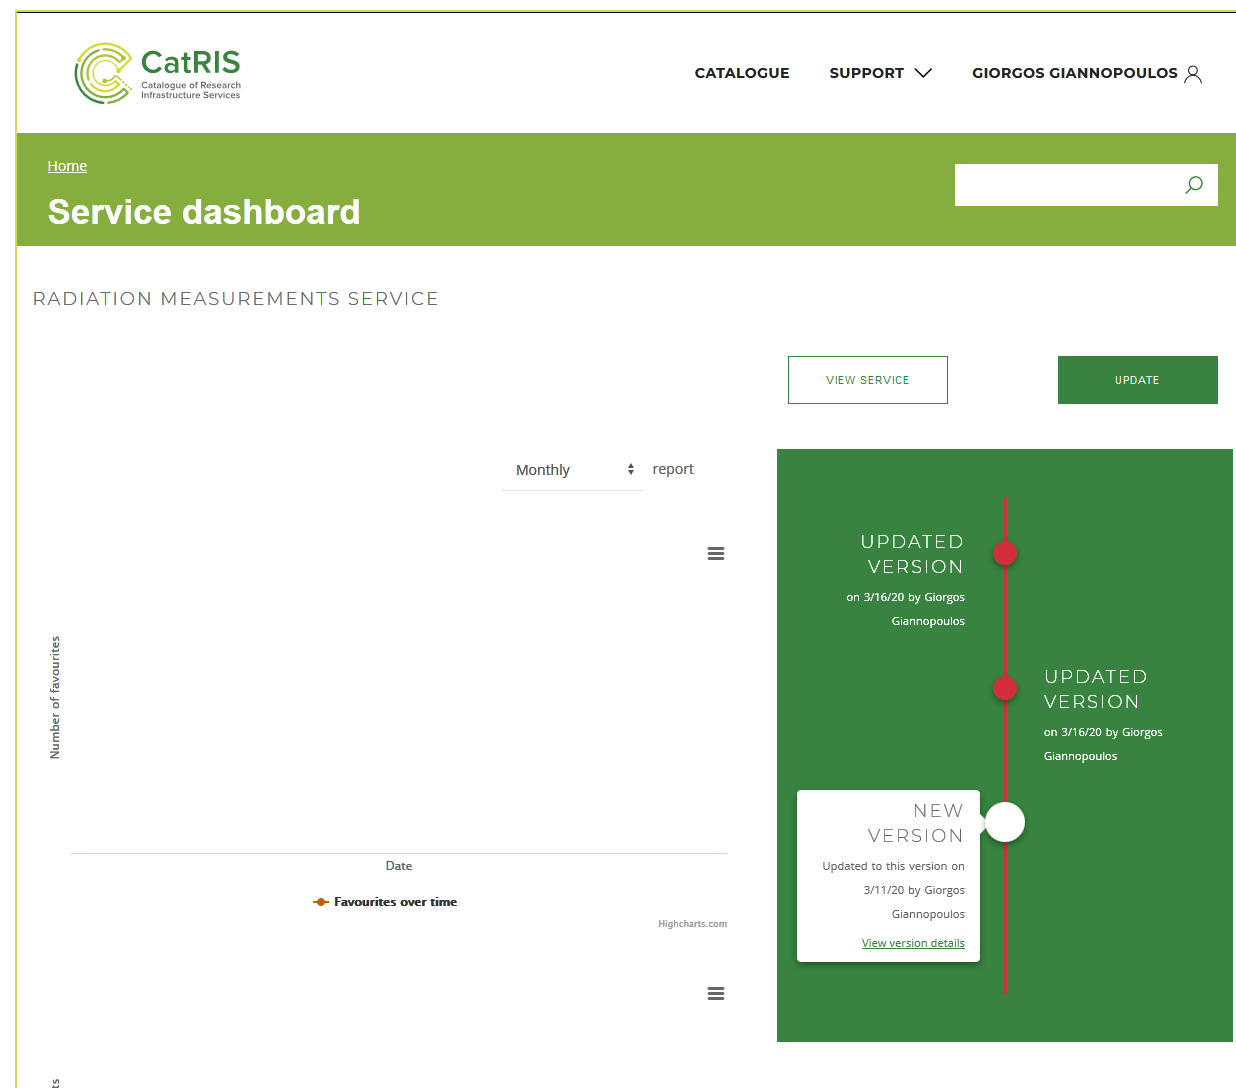 CatRIS
Catalogue of Research
Infrastructure Services
CATALOGUE
SUPPORT
GIORGOS GIANNOPOULOS
Home
Service dashboard
RADIATION MEASUREMENTS SERVICE
VIEW SERVICE
UPDATE
Monthly
report
Number of favourites
Date
Favourites over time
Highcharts.com
UPDATED
VERSION
on 3/16/20 by Giorgos
Giannopoulos
UPDATED
VERSION
on 3/16/20 by Giorgos
Giannopoulos
NEW
VERSION
Updated to this version on
3/11/20 by Giorgos
Giannopoulos
View version details